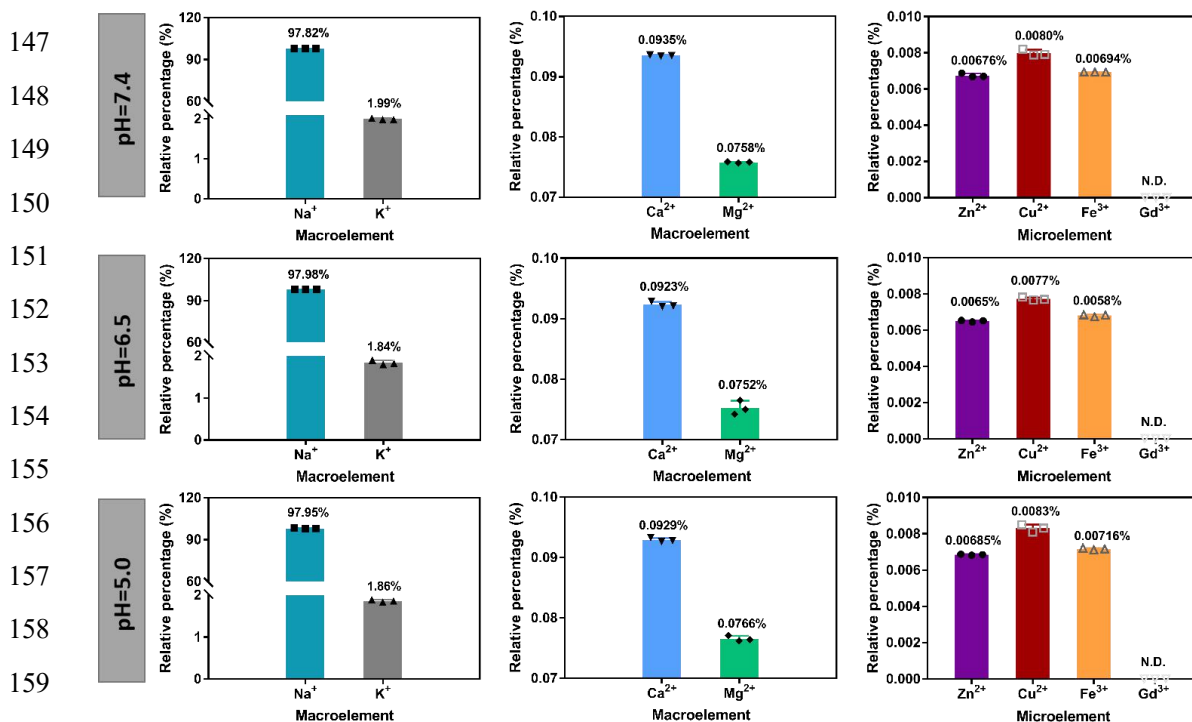 147
148
149
150
151
152
153
154
155
156
157
158
159
pH=7.4
Relative percentage (%)
120
90
60
2
1
0
97.82%
1.99%
Na⁺
K⁺
Macroelement
Relative percentage (%)
0.10
0.09
0.08
0.07
0.0935%
0.0758%
Ca²⁺
Mg²⁺
Macroelement
Relative percentage (%)
0.010
0.008
0.006
0.004
0.002
0.000
0.00676%
0.0080%
0.00694%
N.D.
Zn²⁺
Cu²⁺
Fe³⁺
Gd³⁺
Microelement
pH=6.5
Relative percentage (%)
120
90
60
2
1
0
97.98%
1.84%
Na⁺
K⁺
Macroelement
Relative percentage (%)
0.10
0.09
0.08
0.07
0.0923%
0.0752%
Ca²⁺
Mg²⁺
Macroelement
Relative percentage (%)
0.010
0.008
0.006
0.004
0.002
0.000
0.0065%
0.0077%
0.0058%
N.D.
Zn²⁺
Cu²⁺
Fe³⁺
Gd³⁺
Microelement
pH=5.0
Relative percentage (%)
120
90
60
2
1
0
97.95%
1.86%
Na⁺
K⁺
Macroelement
Relative percentage (%)
0.10
0.09
0.08
0.07
0.0929%
0.0766%
Ca²⁺
Mg²⁺
Macroelement
Relative percentage (%)
0.010
0.008
0.006
0.004
0.002
0.000
0.00685%
0.0083%
0.00716%
N.D.
Zn²⁺
Cu²⁺
Fe³⁺
Gd³⁺
Microelement